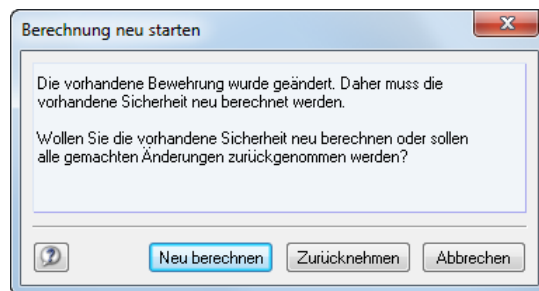 Berechnung neu starten
Die vorhandene Bewehrung wurde geändert. Daher muss die
vorhandene Sicherheit neu berechnet werden.
Wollen Sie die vorhandene Sicherheit neu berechnen oder sollen
alle gemachten Änderungen zurückgenommen werden?
Neu berechnen Zurücknehmen Abbrechen